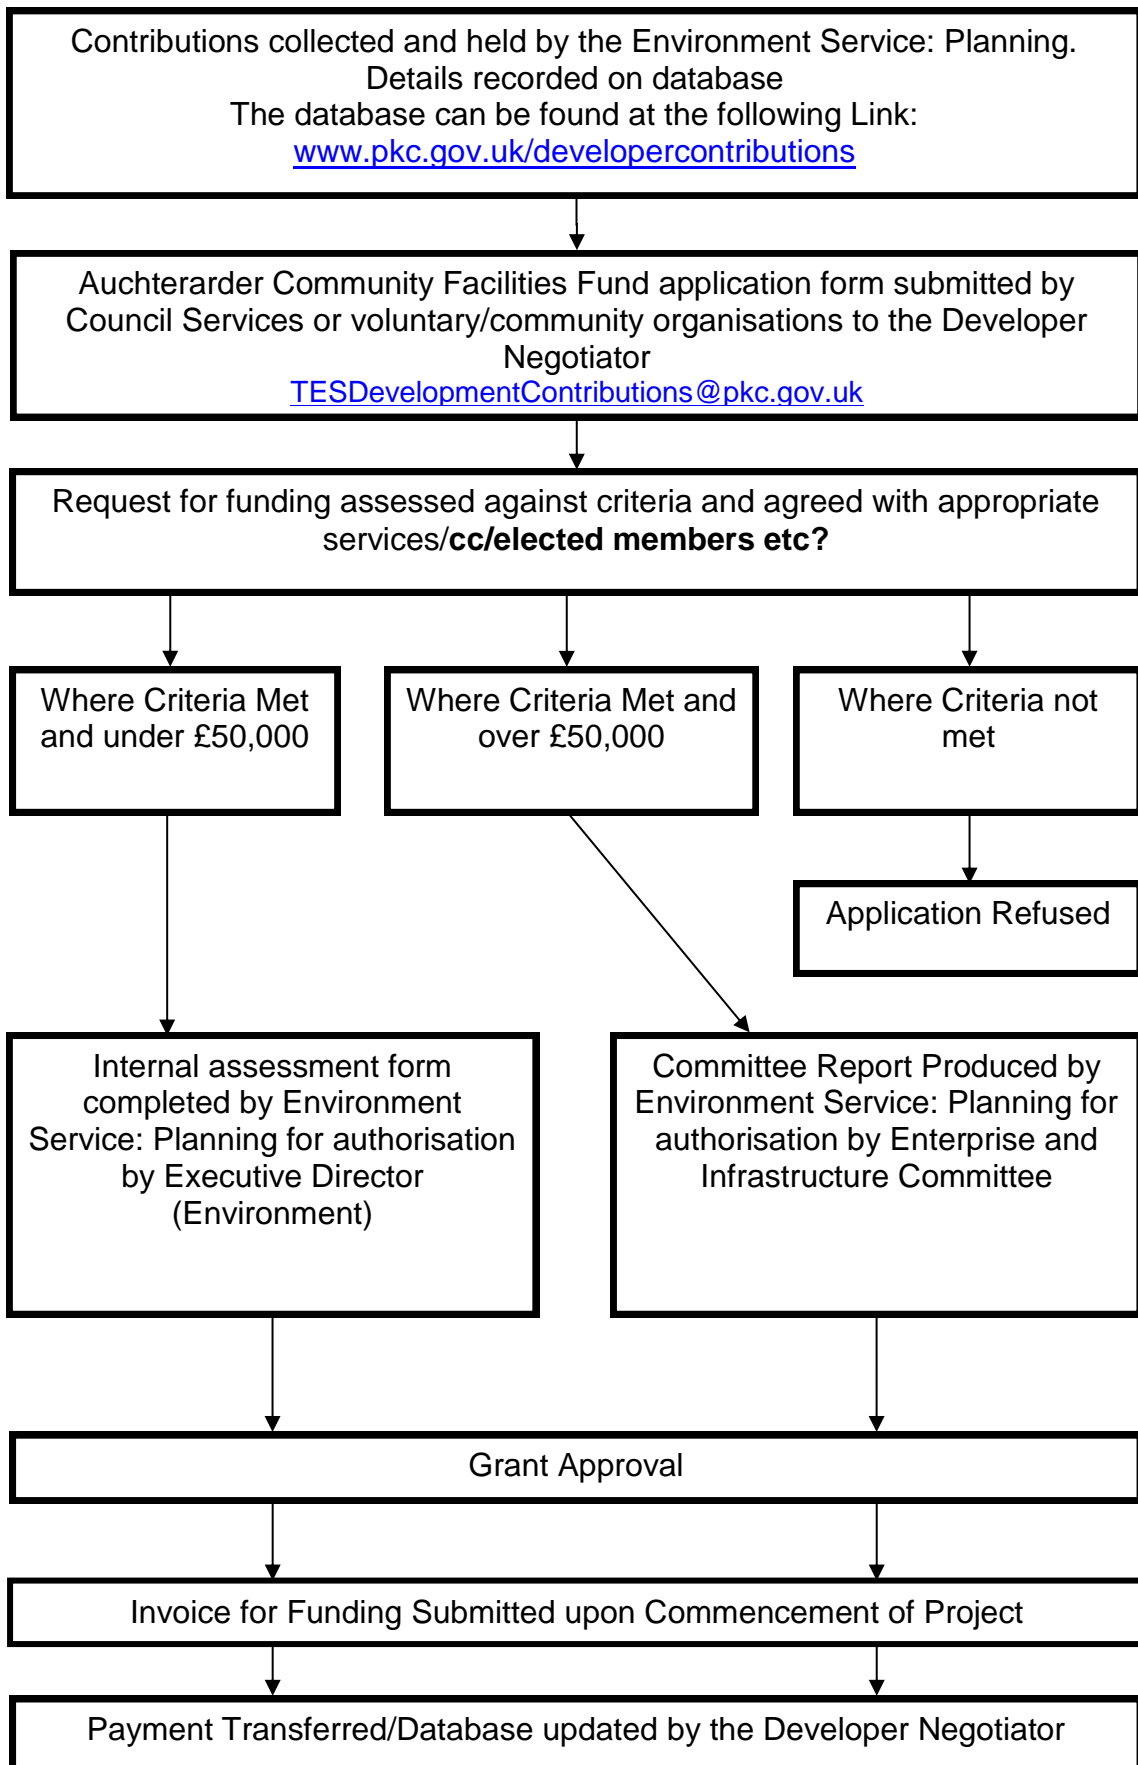 Contributions collected and held by the Environment Service: Planning.
Details recorded on database
The database can be found at the following Link:
www.pkc.gov.uk/developercontributions
Auchterarder Community Facilities Fund application form submitted by
Council Services or voluntary/community organisations to the Developer
Negotiator
TESDevelopmentContributions@pkc.gov.uk
Request for funding assessed against criteria and agreed with appropriate
services/cc/elected members etc?
Where Criteria Met
and under £50,000
Where Criteria Met and
over £50,000
Where Criteria not
met
Application Refused
Internal assessment form
completed by Environment
Service: Planning for authorisation
by Executive Director
(Environment)
Committee Report Produced by
Environment Service: Planning for
authorisation by Enterprise and
Infrastructure Committee
Grant Approval
Invoice for Funding Submitted upon Commencement of Project
Payment Transferred/Database updated by the Developer Negotiator